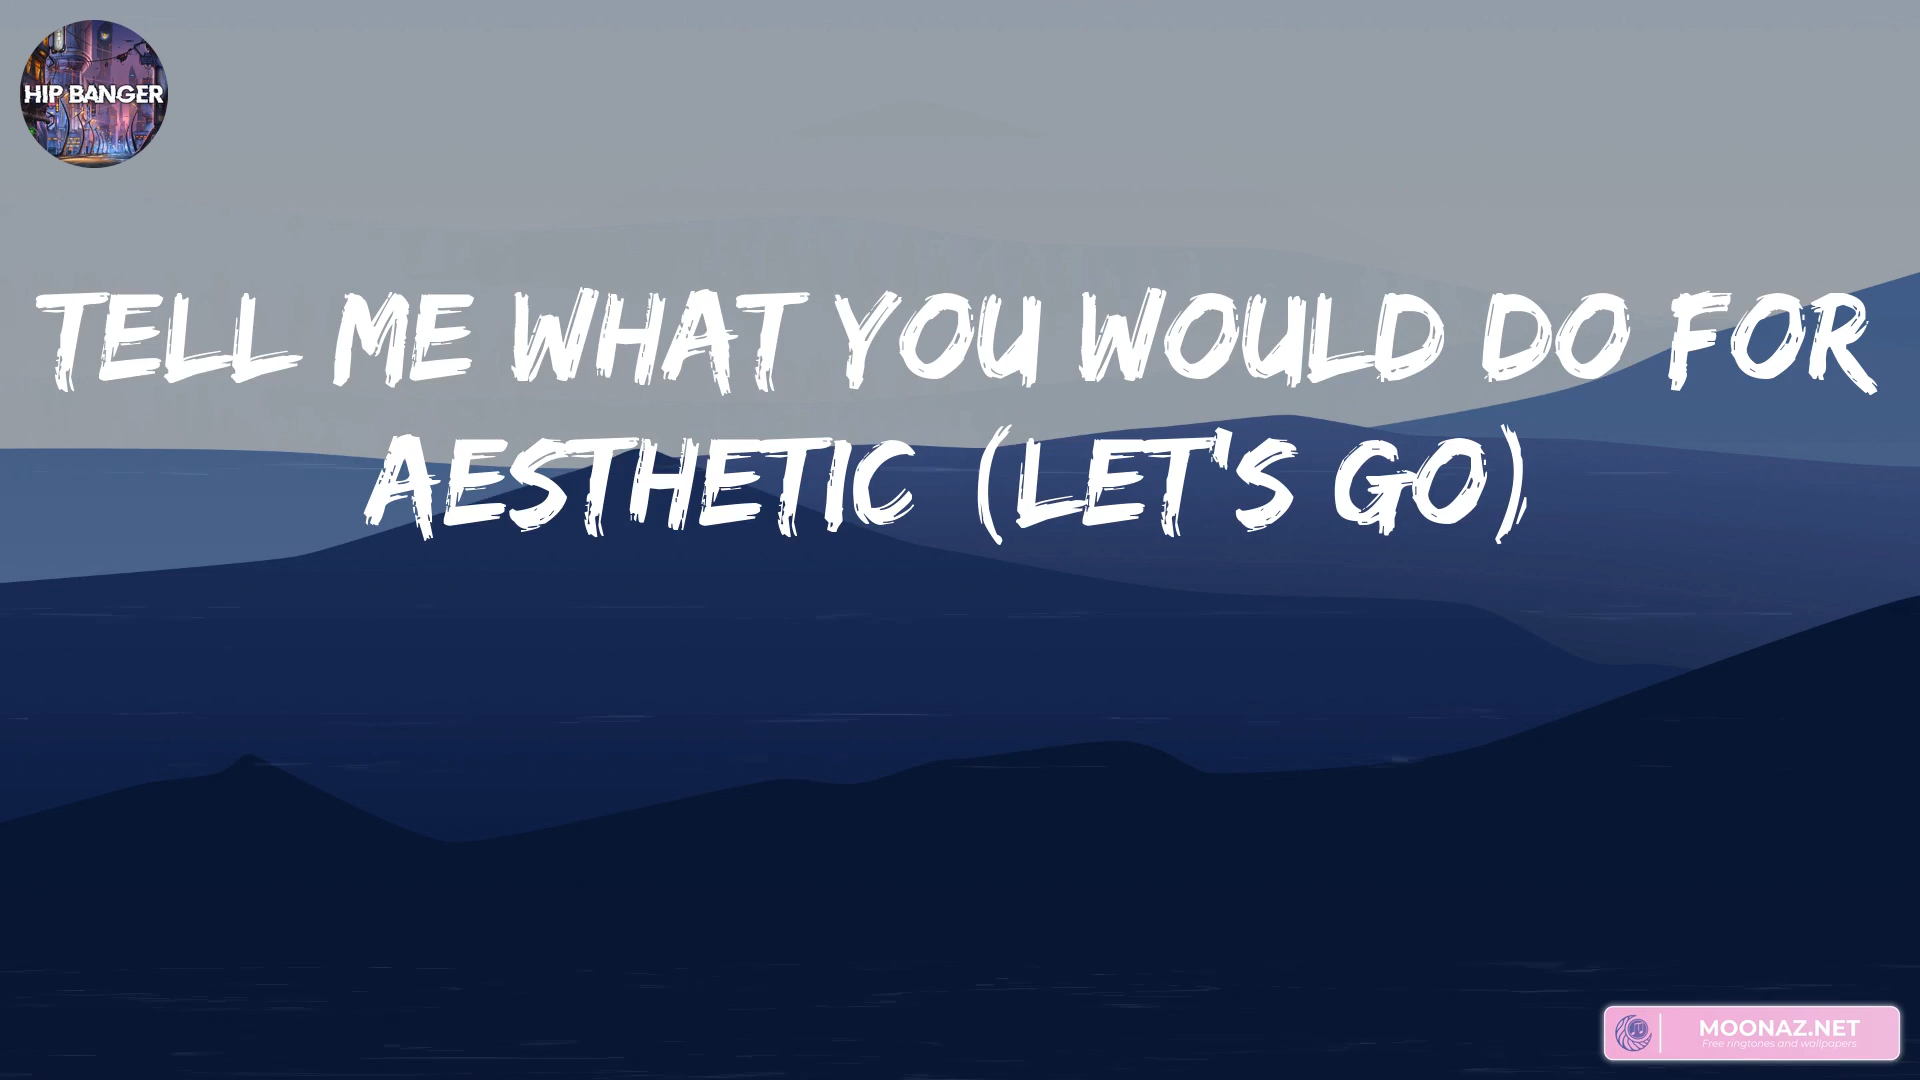 HIP BANGER
TELL ME WHAT YOU WOULD DO FOR
AESTHETIC (LET'S GO)
MOONAZ.NET
Free ringtones and wallpapers